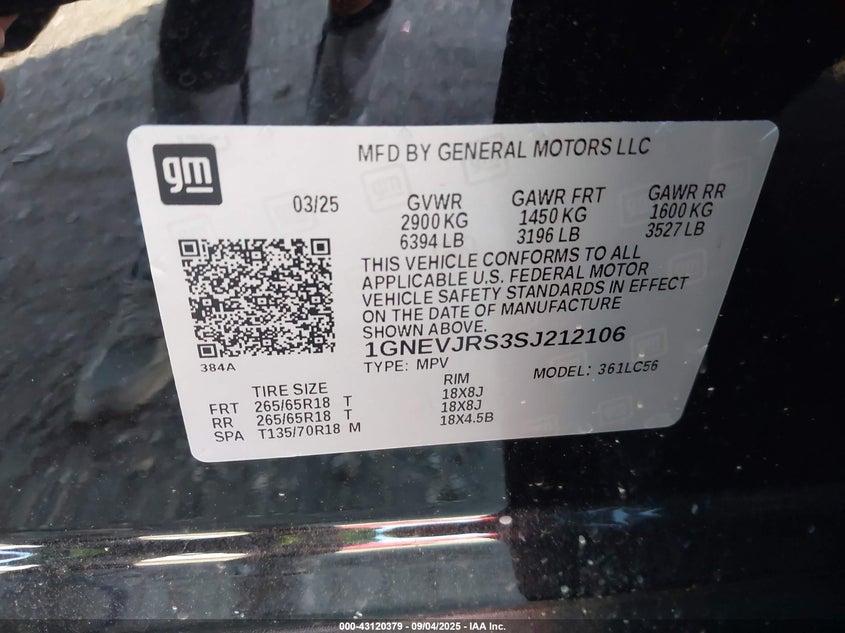 gm
MFD BY GENERAL MOTORS LLC
03/25
GVWR
2900 KG
6394 LB
GAWR FRT
1450 KG
3196 LB
GAWR RR
1600 KG
3527 LB
THIS VEHICLE CONFORMS TO ALL
APPLICABLE U.S. FEDERAL MOTOR
VEHICLE SAFETY STANDARDS IN EFFECT
ON THE DATE OF MANUFACTURE
SHOWN ABOVE.
1GNEVJRS3SJ212106
TYPE: MPV
MODEL: 361LC56
384A
TIRE SIZE RIM
FRT 265/65R18 T 18X8J
RR 265/65R18 T 18X8J
SPA T135/70R18 M 18X4.5B
000-43120379 - 09/04/2025 - IAA Inc.